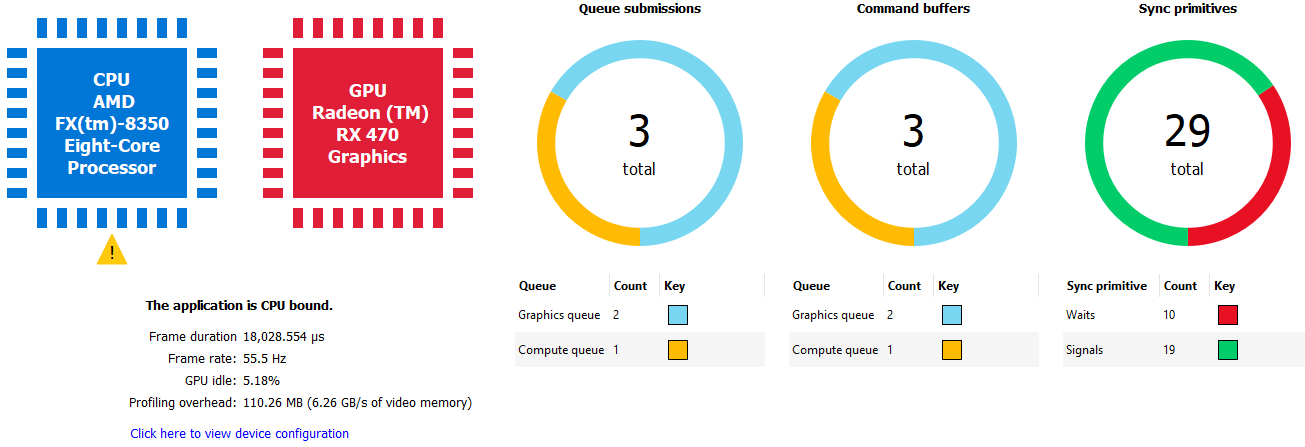 CPU
AMD
FX(tm)-8350
Eight-Core
Processor
GPU
Radeon (TM)
RX 470
Graphics
!
The application is CPU bound.
Frame duration 18,028.554 µs
Frame rate: 55.5 Hz
GPU idle: 5.18%
Profiling overhead: 110.26 MB (6.26 GB/s of video memory)
Click here to view device configuration
Queue submissions
3
total
Queue Count Key
Graphics queue 2
Compute queue 1
Command buffers
3
total
Queue Count Key
Graphics queue 2
Compute queue 1
Sync primitives
29
total
Sync primitive Count Key
Waits 10
Signals 19